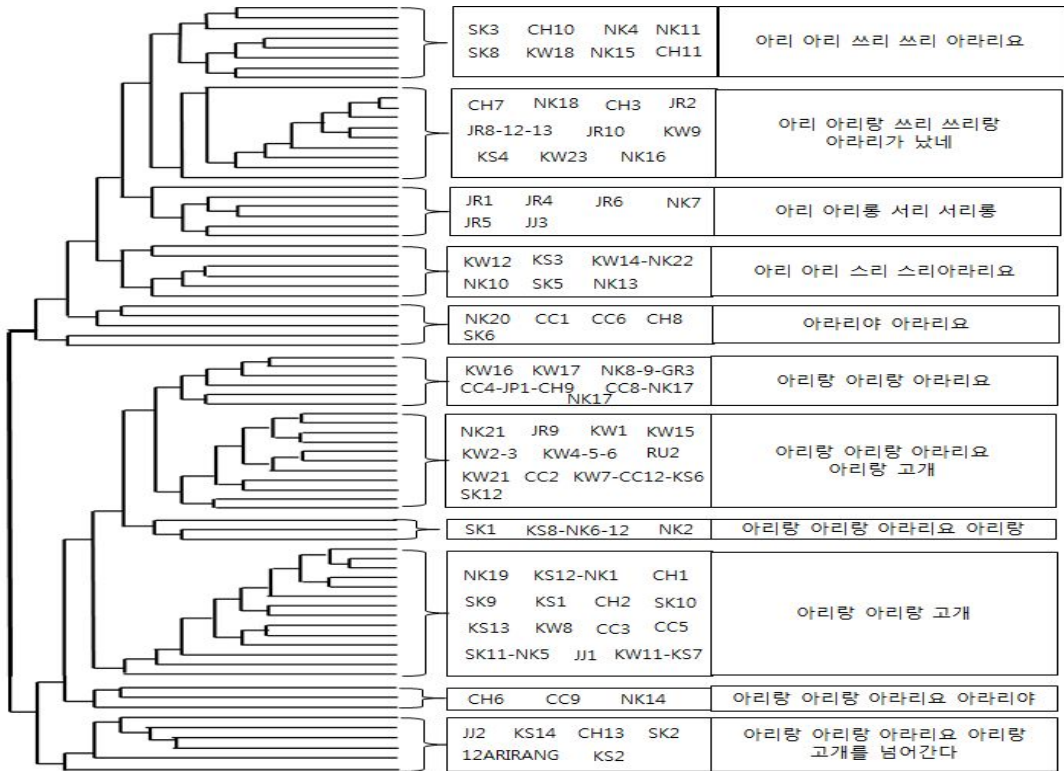 SK3 CH10 NK4 NK11
SK8 KW18 NK15 CH11
아리 아리 쓰리 쓰리 아라리요
CH7 NK18 CH3 JR2
JR8-12-13 JR10 KW9
KS4 KW23 NK16
아리 아리랑 쓰리 쓰리랑
아라리가 났네
JR1 JR4 JR6 NK7
JR5 JJ3
아리 아리롱 서리 서리롱
KW12 KS3 KW14-NK22
NK10 SK5 NK13
아리 아리 스리 스리아라리요
NK20 CC1 CC6 CH8
SK6
아라리야 아라리요
KW16 KW17 NK8-9-GR3
CC4-JP1-CH9 CC8-NK17
NK17
아리랑 아리랑 아라리요
NK21 JR9 KW1 KW15
KW2-3 KW4-5-6 RU2
KW21 CC2 KW7-CC12-KS6
SK12
아리랑 아리랑 아라리요
아리랑 고개
SK1 KS8-NK6-12 NK2
아리랑 아리랑 아라리요 아리랑
NK19 KS12-NK1 CH1
SK9 KS1 CH2 SK10
KS13 KW8 CC3 CC5
SK11-NK5 JJ1 KW11-KS7
아리랑 아리랑 고개
CH6 CC9 NK14
아리랑 아리랑 아라리요 아라리야
JJ2 KS14 CH13 SK2
12ARIRANG KS2
아리랑 아리랑 아라리요 아리랑
고개를 넘어간다